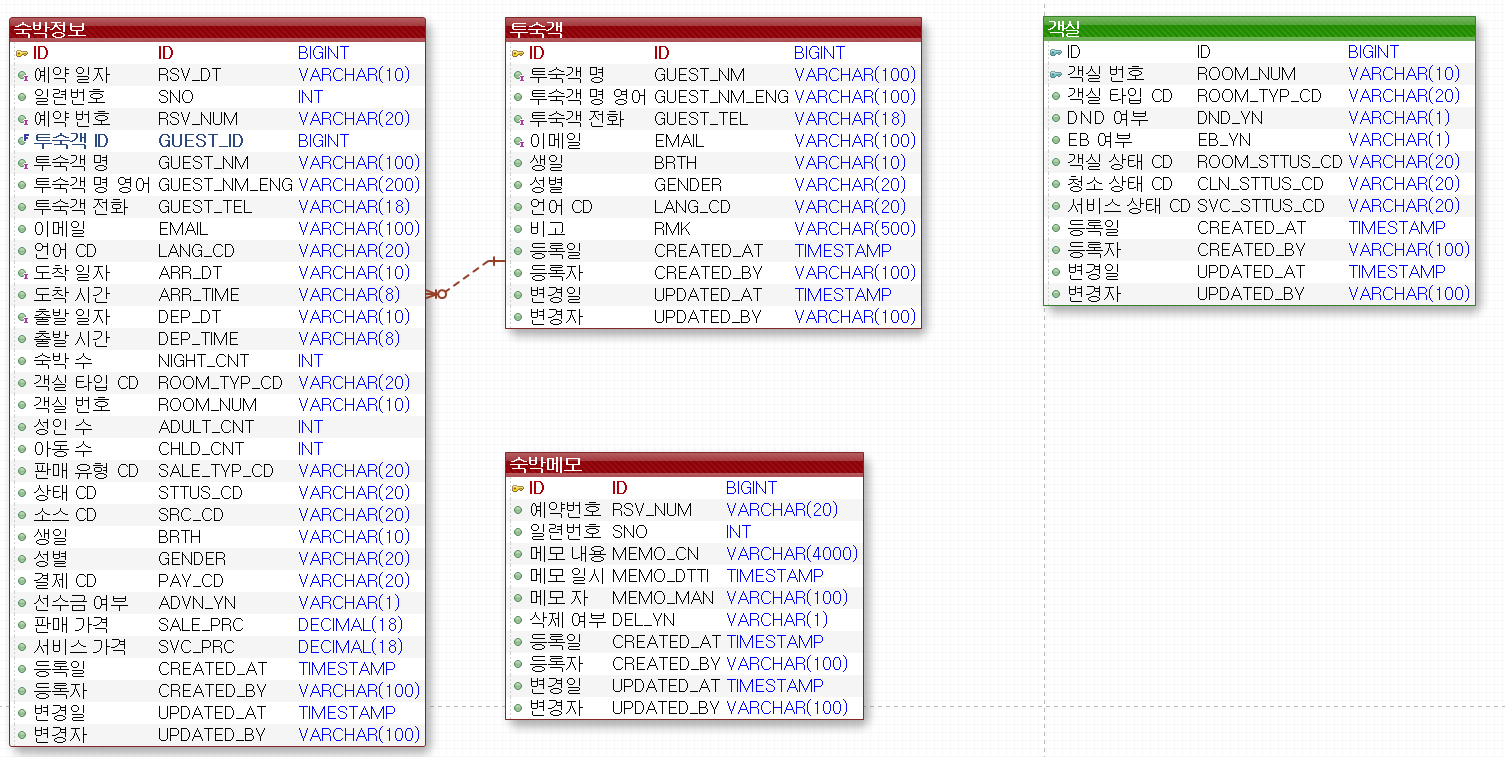 숙박정보
ID ID BIGINT
예약 일자 RSV_DT VARCHAR(10)
일련번호 SNO INT
예약 번호 RSV_NUM VARCHAR(20)
투숙객 ID GUEST_ID BIGINT
투숙객 명 GUEST_NM VARCHAR(100)
투숙객 명 영어 GUEST_NM_ENG VARCHAR(200)
투숙객 전화 GUEST_TEL VARCHAR(18)
이메일 EMAIL VARCHAR(100)
언어 CD LANG_CD VARCHAR(20)
도착 일자 ARR_DT VARCHAR(10)
도착 시간 ARR_TIME VARCHAR(8)
출발 일자 DEP_DT VARCHAR(10)
출발 시간 DEP_TIME VARCHAR(8)
숙박 수 NIGHT_CNT INT
객실 타입 CD ROOM_TYP_CD VARCHAR(20)
객실 번호 ROOM_NUM VARCHAR(10)
성인 수 ADULT_CNT INT
아동 수 CHLD_CNT INT
판매 유형 CD SALE_TYP_CD VARCHAR(20)
상태 CD STTUS_CD VARCHAR(20)
소스 CD SRC_CD VARCHAR(20)
생일 BRTH VARCHAR(10)
성별 GENDER VARCHAR(20)
결제 CD PAY_CD VARCHAR(20)
선수금 여부 ADVN_YN VARCHAR(1)
판매 가격 SALE_PRC DECIMAL(18)
서비스 가격 SVC_PRC DECIMAL(18)
등록일 CREATED_AT TIMESTAMP
등록자 CREATED_BY VARCHAR(100)
변경일 UPDATED_AT TIMESTAMP
변경자 UPDATED_BY VARCHAR(100)
투숙객
ID ID BIGINT
투숙객 명 GUEST_NM VARCHAR(100)
투숙객 명 영어 GUEST_NM_ENG VARCHAR(100)
투숙객 전화 GUEST_TEL VARCHAR(18)
이메일 EMAIL VARCHAR(100)
생일 BRTH VARCHAR(10)
성별 GENDER VARCHAR(20)
언어 CD LANG_CD VARCHAR(20)
비고 RMK VARCHAR(500)
등록일 CREATED_AT TIMESTAMP
등록자 CREATED_BY VARCHAR(100)
변경일 UPDATED_AT TIMESTAMP
변경자 UPDATED_BY VARCHAR(100)
숙박메모
ID ID BIGINT
예약번호 RSV_NUM VARCHAR(20)
일련번호 SNO INT
메모 내용 MEMO_CN VARCHAR(4000)
메모 일시 MEMO_DTTI TIMESTAMP
메모 자 MEMO_MAN VARCHAR(100)
삭제 여부 DEL_YN VARCHAR(1)
등록일 CREATED_AT TIMESTAMP
등록자 CREATED_BY VARCHAR(100)
변경일 UPDATED_AT TIMESTAMP
변경자 UPDATED_BY VARCHAR(100)
객실
ID ID BIGINT
객실 번호 ROOM_NUM VARCHAR(10)
객실 타입 CD ROOM_TYP_CD VARCHAR(20)
DND 여부 DND_YN VARCHAR(1)
EB 여부 EB_YN VARCHAR(1)
객실 상태 CD ROOM_STTUS_CD VARCHAR(20)
청소 상태 CD CLN_STTUS_CD VARCHAR(20)
서비스 상태 CD SVC_STTUS_CD VARCHAR(20)
등록일 CREATED_AT TIMESTAMP
등록자 CREATED_BY VARCHAR(100)
변경일 UPDATED_AT TIMESTAMP
변경자 UPDATED_BY VARCHAR(100)